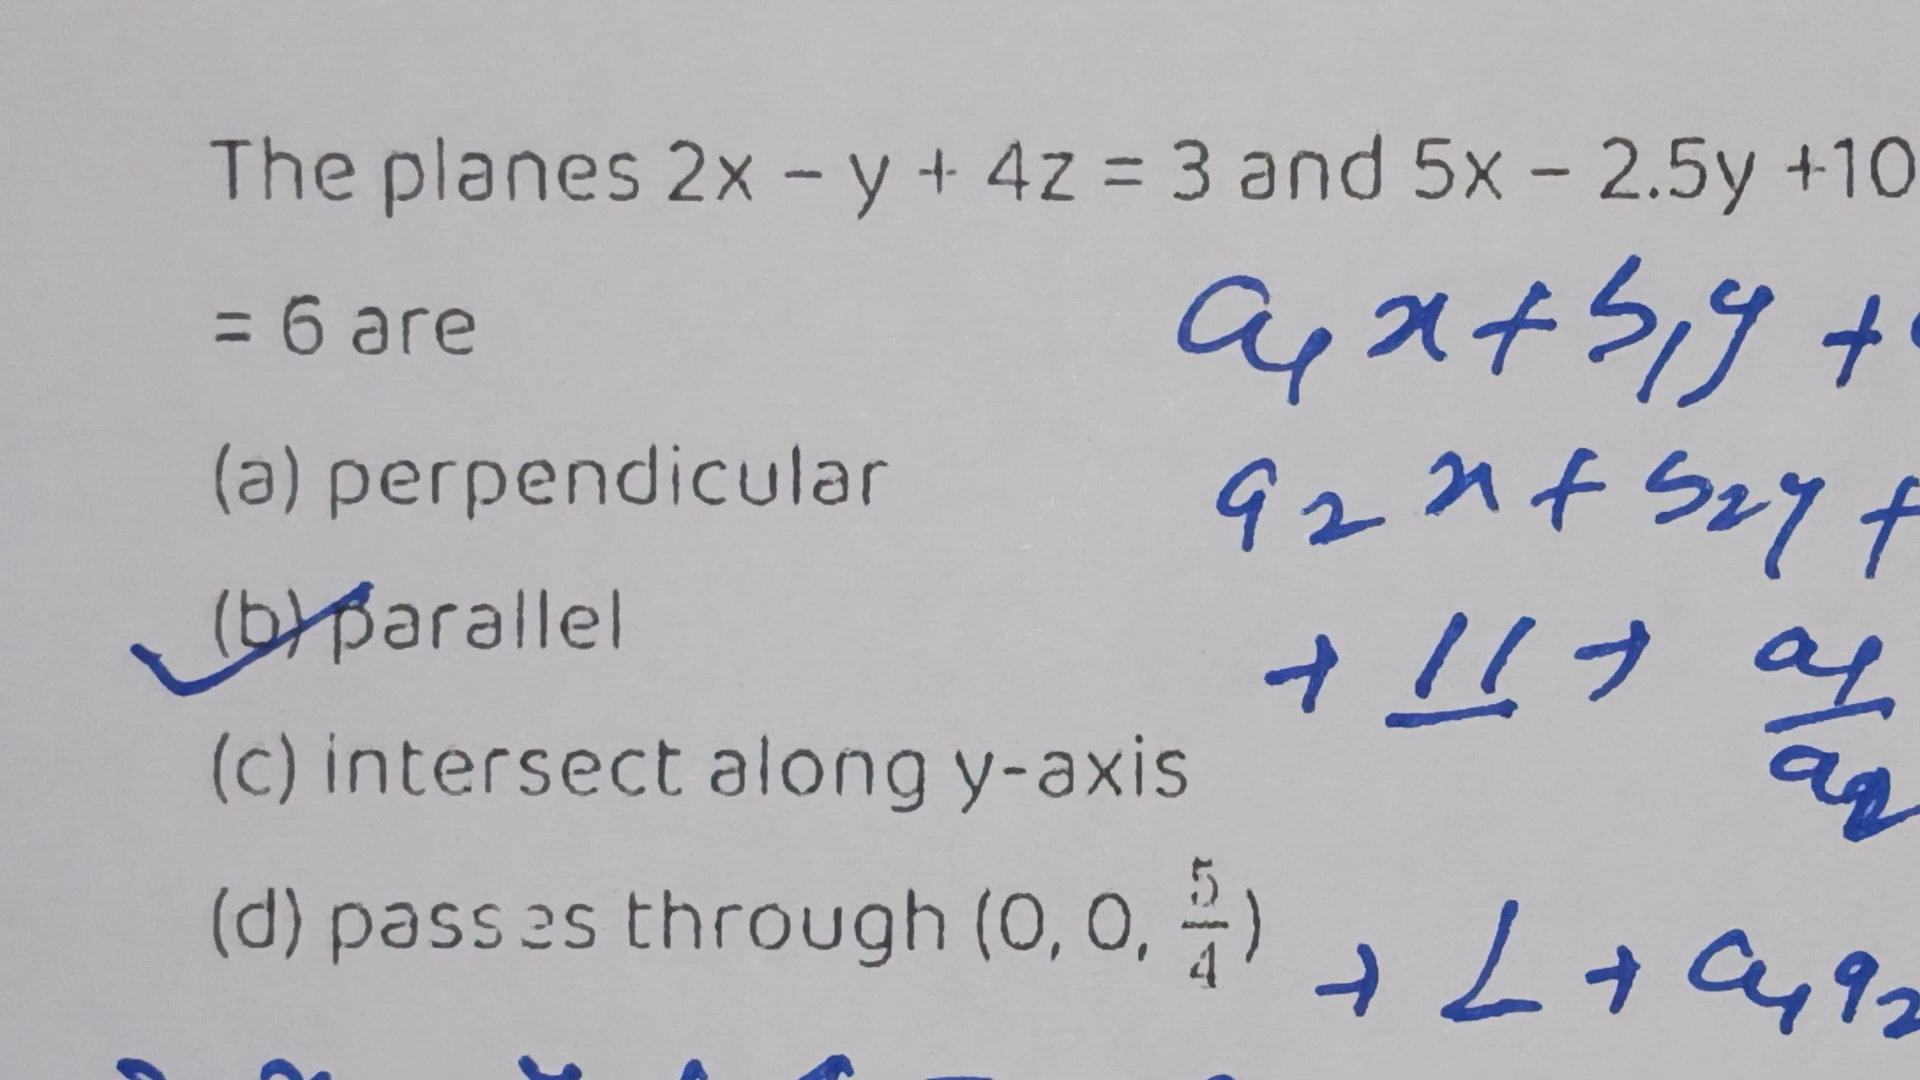 The planes 2x – y + 4z = 3 and 5x – 2.5y +10
= 6 are
a₁x + b₁y +
(a) perpendicular
a₂x + b₂y +
(b) parallel
→ 11 → a₁/a₂
(c) intersect along y-axis
(d) passes through (0, 0, 5/4)
→ ⊥ → a₁a₂